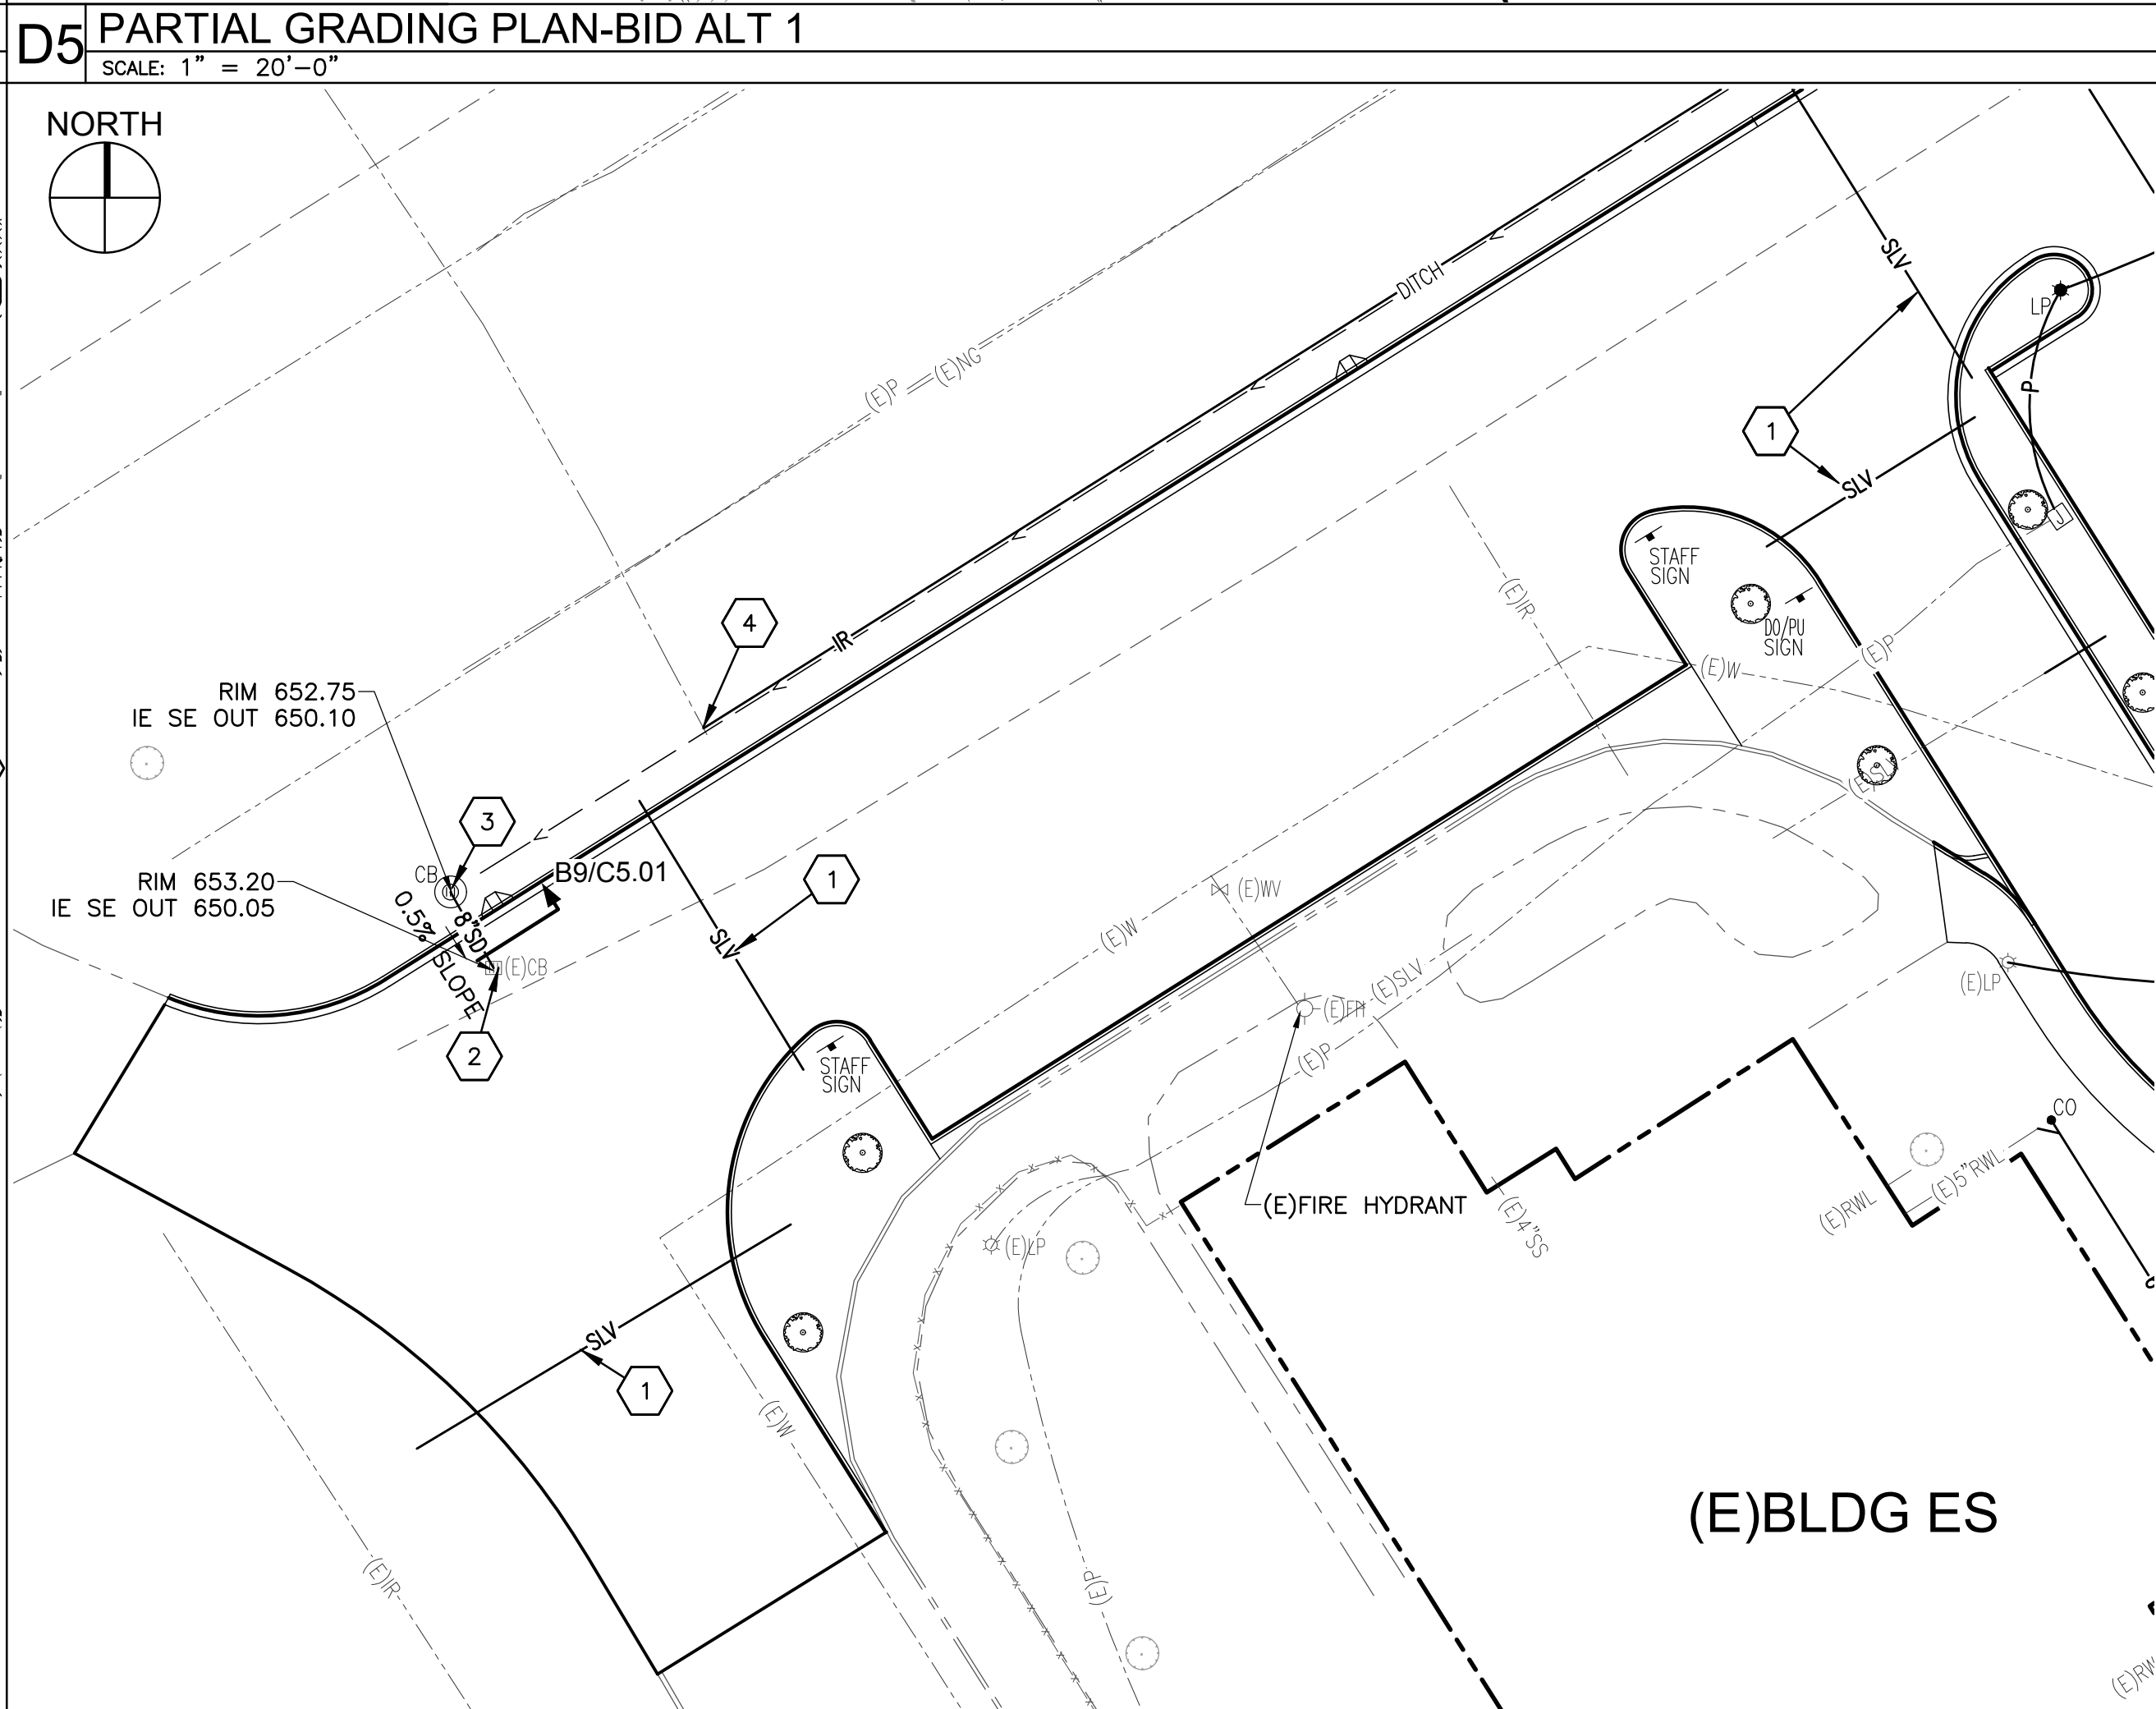 D5
PARTIAL GRADING PLAN-BID ALT 1
SCALE: 1" = 20'-0"
NORTH
SLV
DITCH
LP
(E)NG
(E)P
P
1
SLV
J
STAFF
SIGN
(E)IR
DO/PU
SIGN
4
IR
(E)P
(E)W
RIM 652.75
IE SE OUT 650.10
3
CB
B9/C5.01
RIM 653.20
IE SE OUT 650.05
1
(E)WV
0.5%
SLOPE
8"SD
(E)CB
SLV
(E)W
(E)SLV
(E)LP
2
(E)FH
(E)P
STAFF
SIGN
CO
(E)FIRE HYDRANT
(E)5"RWL
(E)RWL
(E)4"SS
(E)LP
SLV
1
(E)W
(E)BLDG ES
(E)IR
(E)P